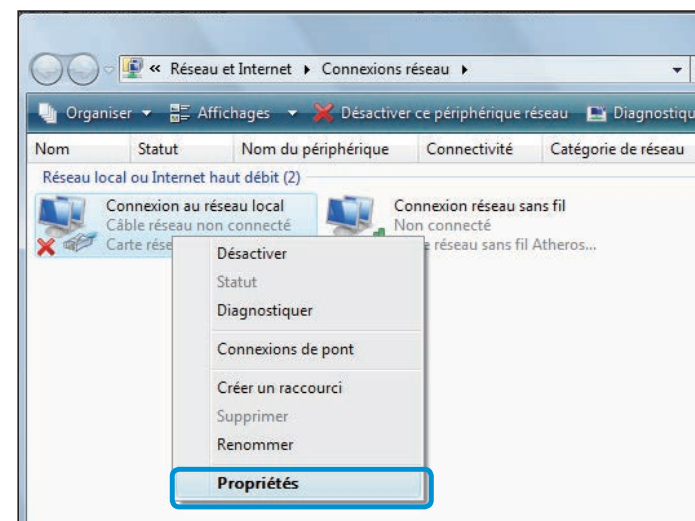 « Réseau et Internet Connexions réseau
Organiser Affichages Désactiver ce périphérique réseau
Nom Statut Nom du périphérique Connectivité Catégorie de réseau
Réseau local ou Internet haut débit (2)
Connexion au réseau local
Câble réseau non connecté
Carte
Connexion réseau sans fil
Non connecté
réseau sans fil Atheros...
Désactiver
Statut
Diagnostiquer
Connexions de pont
Créer un raccourci
Supprimer
Renommer
Propriétés